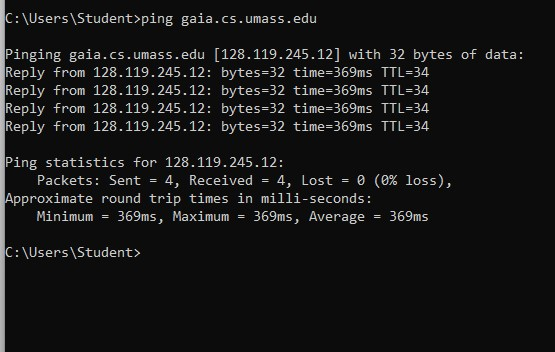 C:\Users\Student>ping gaia.cs.umass.edu
Pinging gaia.cs.umass.edu [128.119.245.12] with 32 bytes of data:
Reply from 128.119.245.12: bytes=32 time=369ms TTL=34
Reply from 128.119.245.12: bytes=32 time=369ms TTL=34
Reply from 128.119.245.12: bytes=32 time=369ms TTL=34
Reply from 128.119.245.12: bytes=32 time=369ms TTL=34
Ping statistics for 128.119.245.12:
    Packets: Sent = 4, Received = 4, Lost = 0 (0% loss),
Approximate round trip times in milli-seconds:
    Minimum = 369ms, Maximum = 369ms, Average = 369ms
C:\Users\Student>